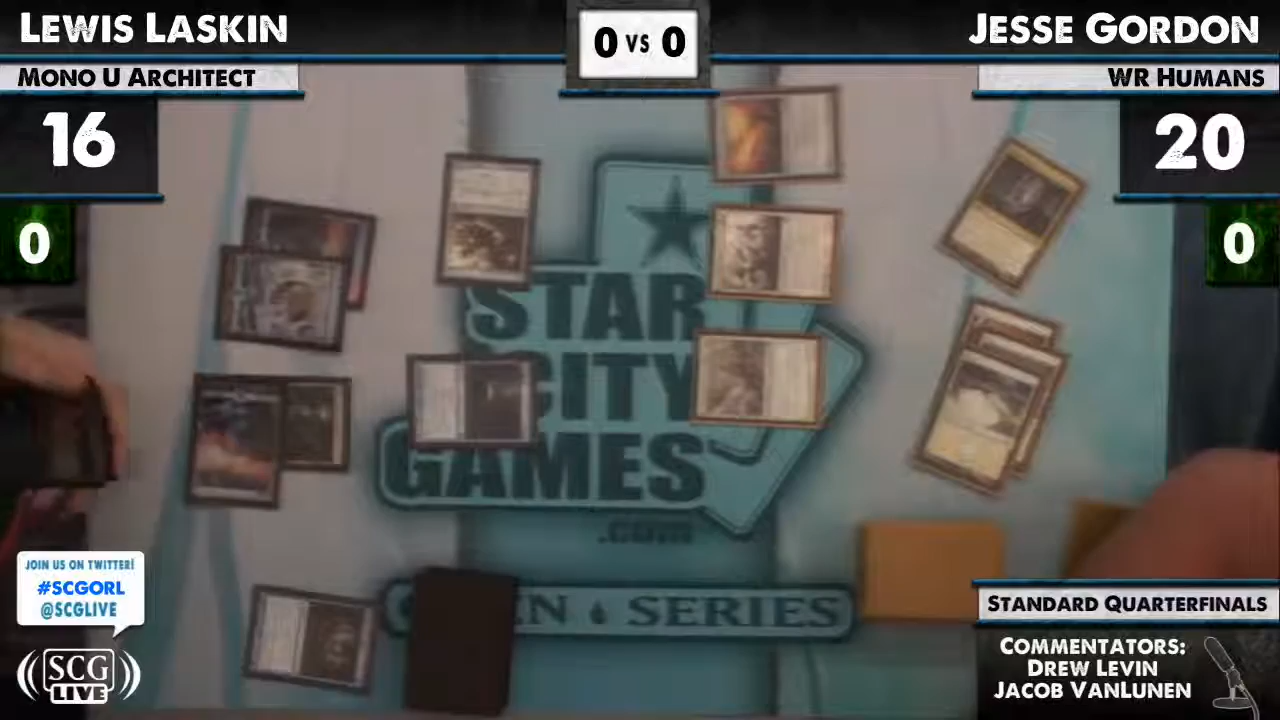 LEWIS LASKIN
0 VS 0
JESSE GORDON
MONO U ARCHITECT
WR HUMANS
16
20
0
0
STAR
CITY
GAMES
.COM
EN SERIES
JOIN US ON TWITTER!
#SCGORL
@SCGLIVE
SCG
LIVE
STANDARD QUARTERFINALS
COMMENTATORS:
DREW LEVIN
JACOB VANLUNEN